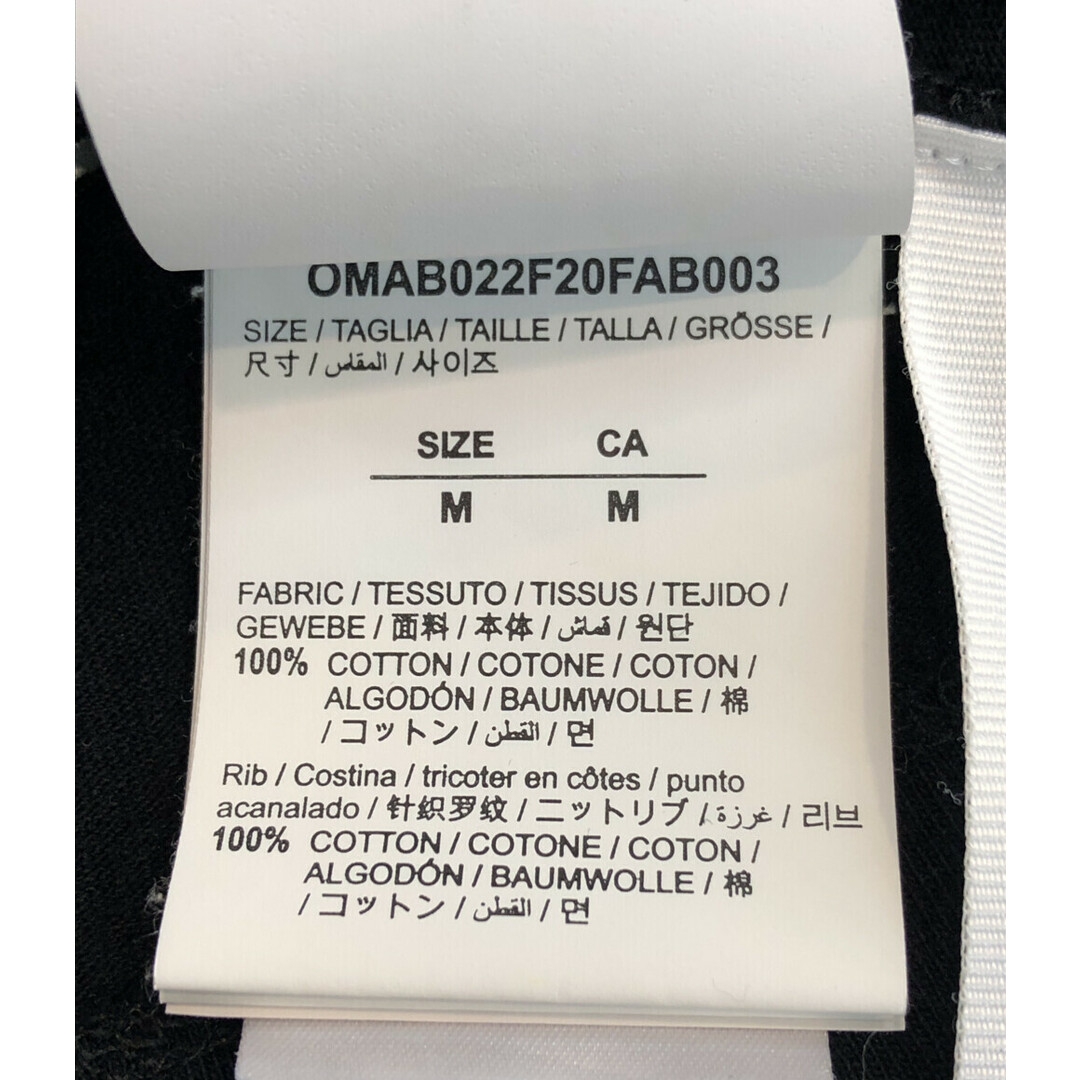 OMAB022F20FAB003
SIZE / TAGLIA / TAILLE / TALLA / GRÖSSE /
尺寸 / المقاس / 사이즈
SIZE CA
M M
FABRIC / TESSUTO / TISSUS / TEJIDO /
GEWEBE / 面料 / 本体 / قماش / 원단
100% COTTON / COTONE / COTON /
ALGODÓN / BAUMWOLLE / 棉
/ コットン / القطن / 면
Rib / Costina / tricoter en côtes / punto
acanalado / 针织罗纹 / ニットリブ / غرزة / 리브
100% COTTON / COTONE / COTON /
ALGODÓN / BAUMWOLLE / 棉
/ コットン / القطن / 면